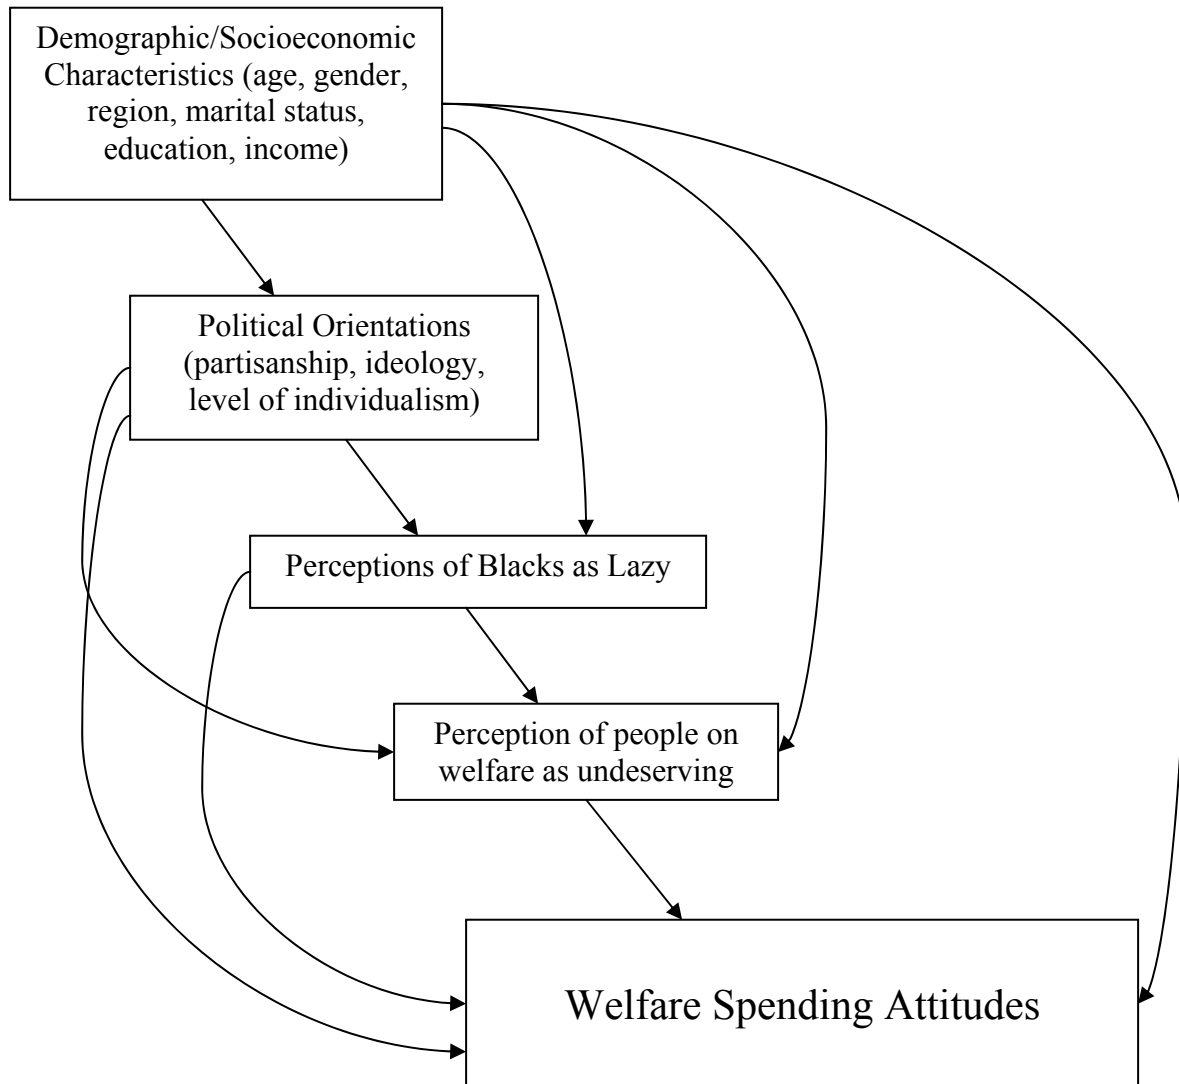 Demographic/Socioeconomic
Characteristics (age, gender,
region, marital status,
education, income)
Political Orientations
(partisanship, ideology,
level of individualism)
Perceptions of Blacks as Lazy
Perception of people on
welfare as undeserving
Welfare Spending Attitudes